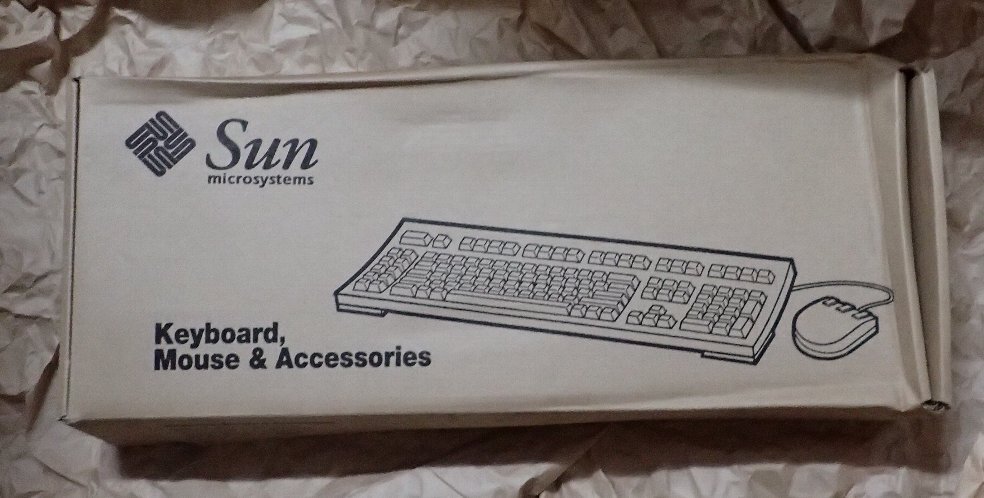 Sun
microsystems
Keyboard,
Mouse & Accessories